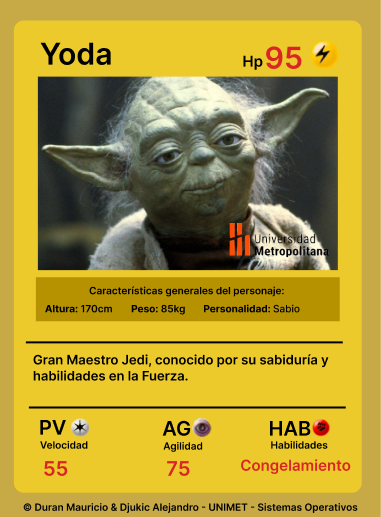 Yoda
Hp 95
Universidad
Metropolitana
Características generales del personaje:
Altura: 170cm Peso: 85kg Personalidad: Sabio
Gran Maestro Jedi, conocido por su sabiduría y
habilidades en la Fuerza.
PV AG HAB
Velocidad Agilidad Habilidades
55 75 Congelamiento
© Duran Mauricio & Djukic Alejandro - UNIMET - Sistemas Operativos